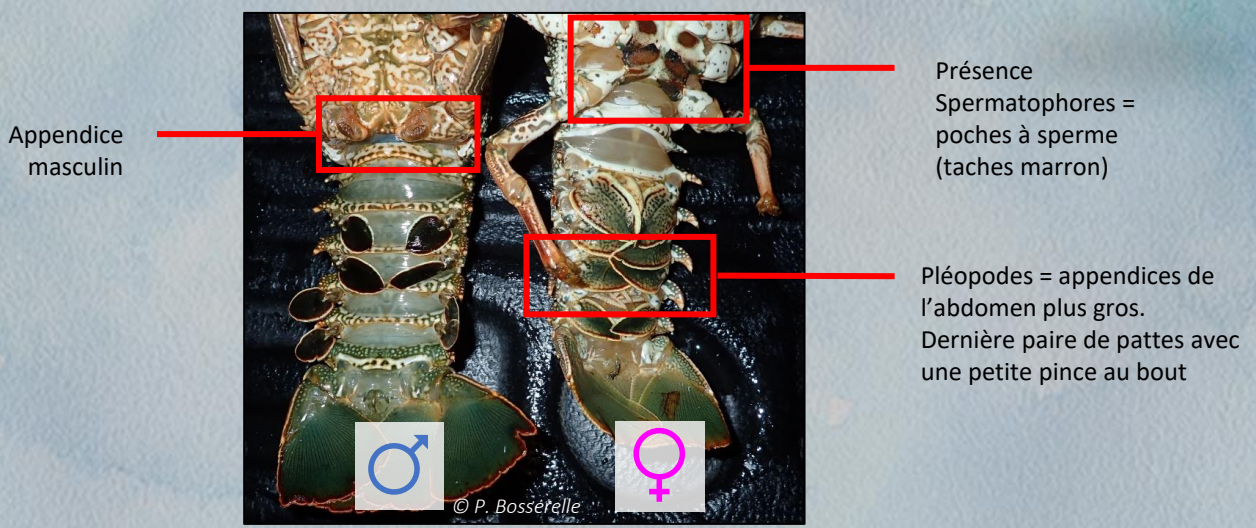 Appendice
masculin
Présence
Spermatophores =
poches à sperme
(taches marron)
Pléopodes = appendices de
l’abdomen plus gros.
Dernière paire de pattes avec
une petite pince au bout
© P. Bosserelle